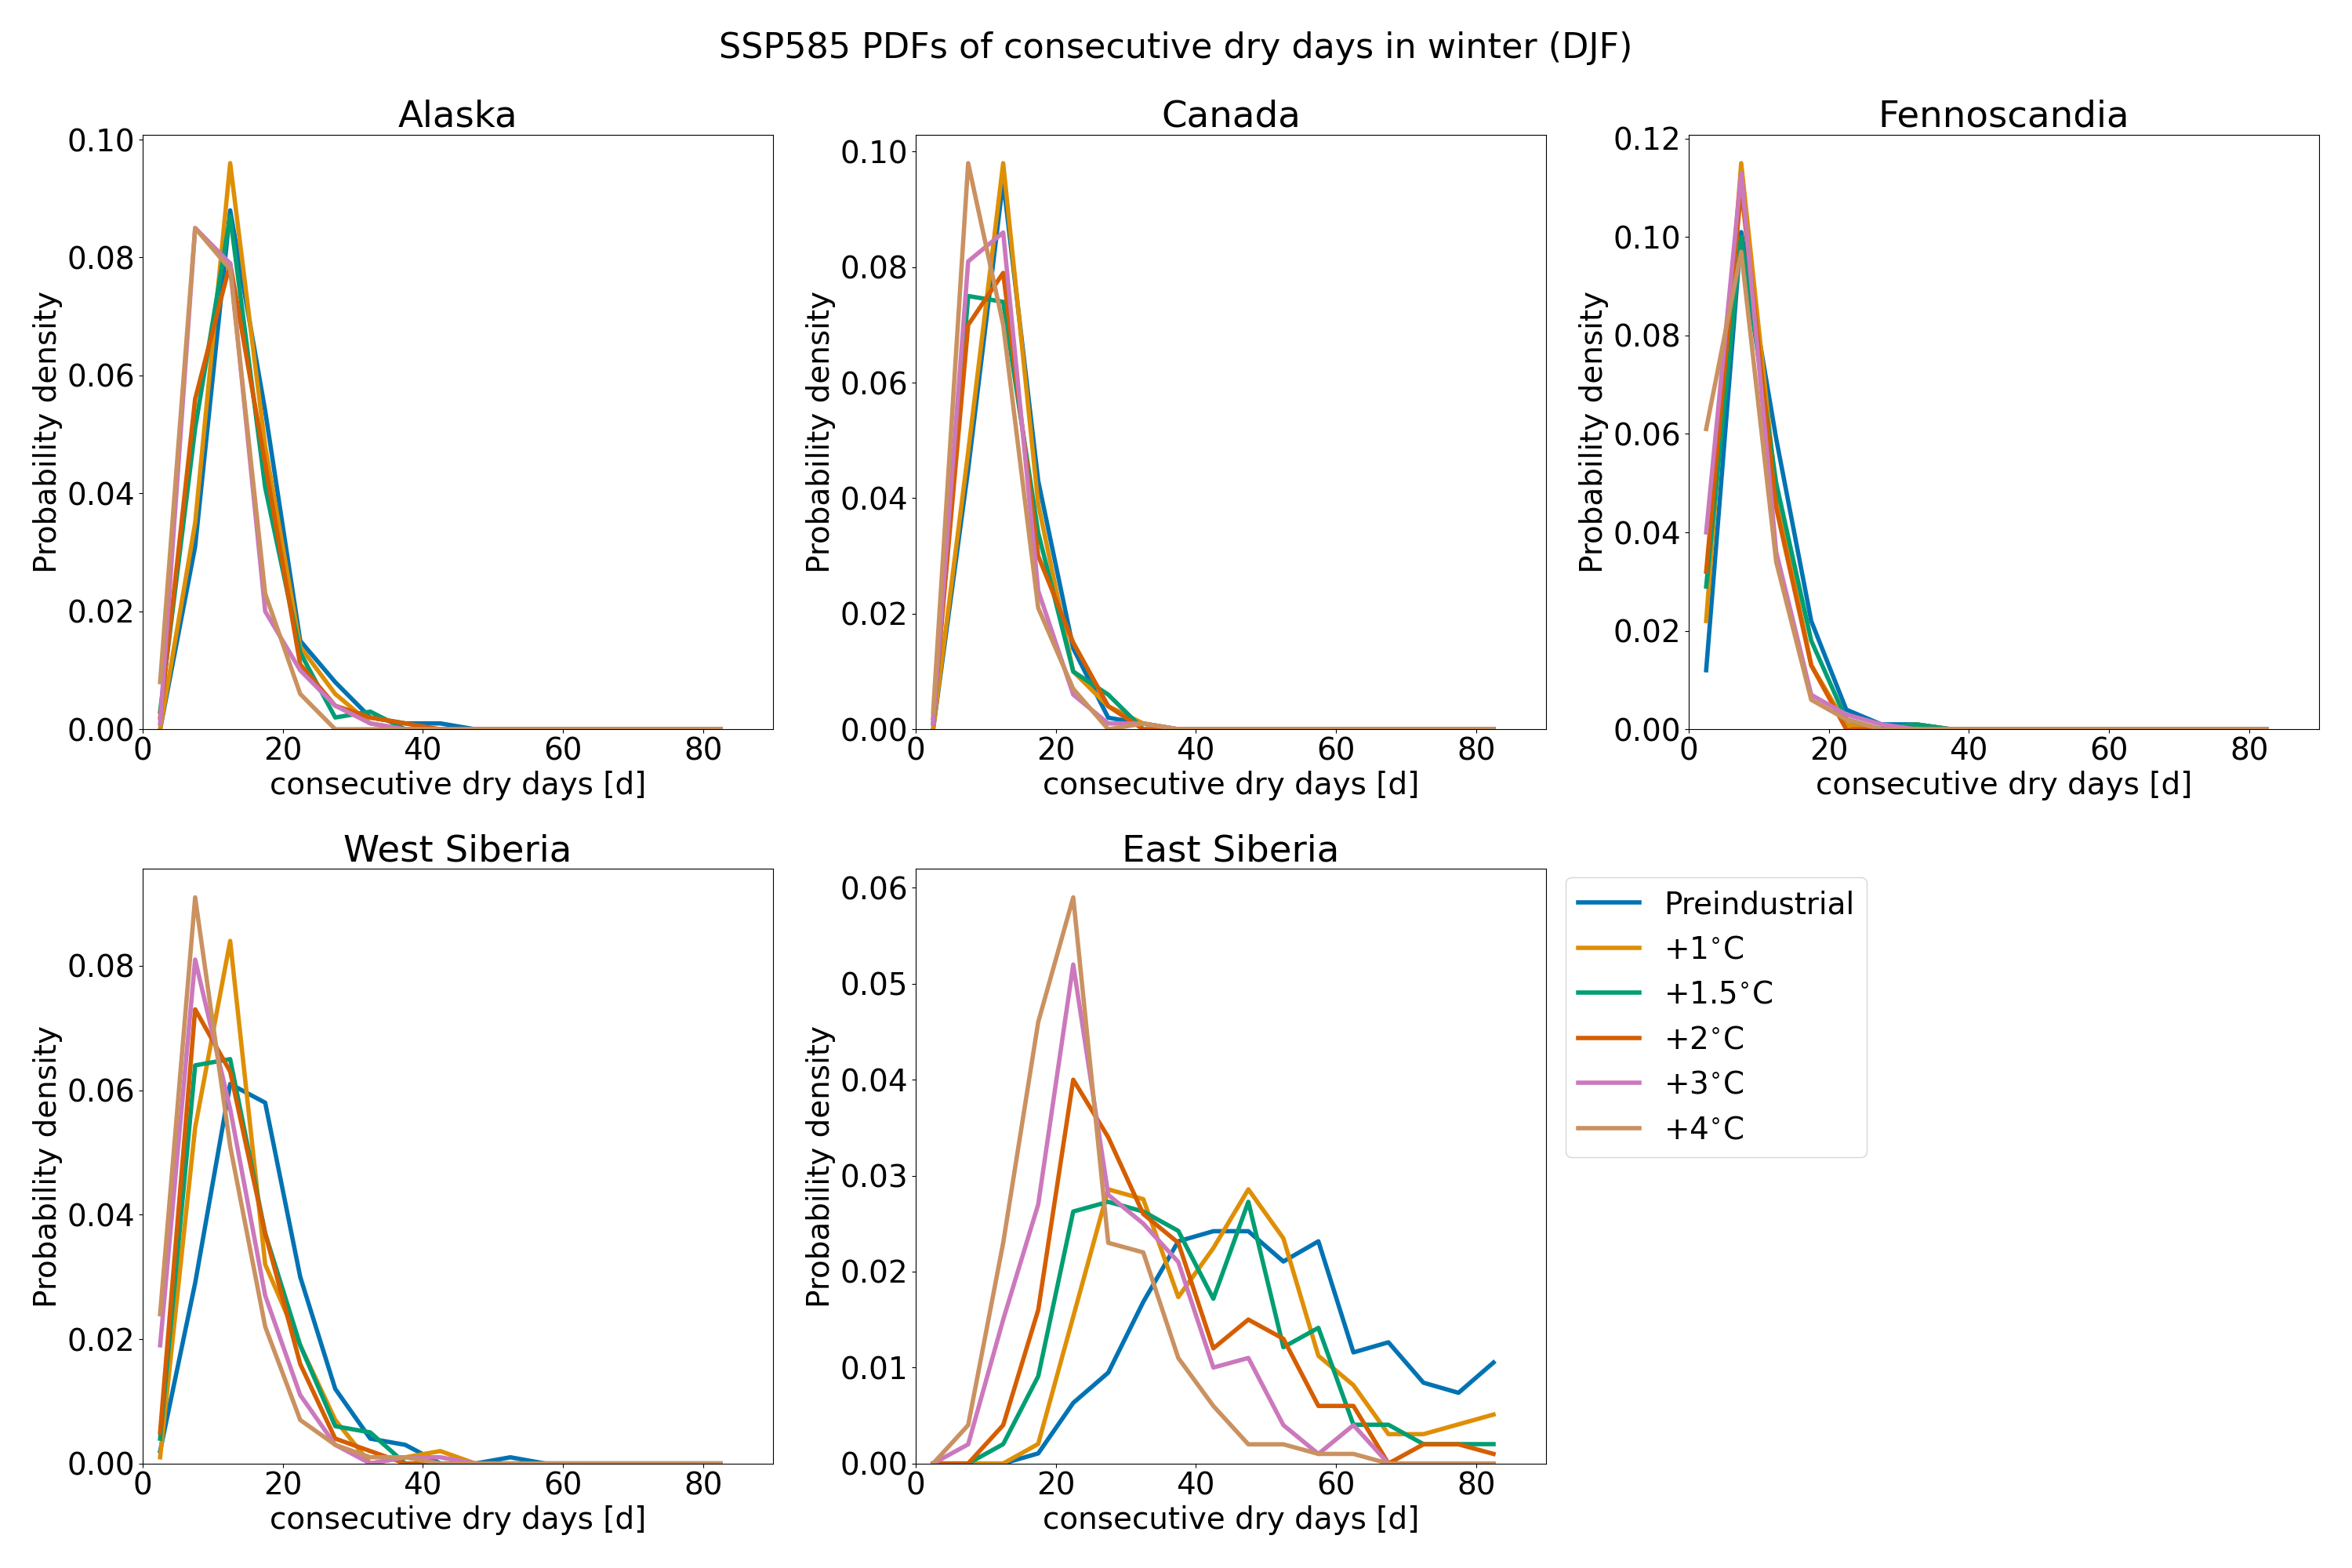 SSP585 PDFs of consecutive dry days in winter (DJF)
Alaska
0.10
0.08
0.06
0.04
0.02
0.00
Probability density
0 20 40 60 80
consecutive dry days [d]
Canada
0.10
0.08
0.06
0.04
0.02
0.00
Probability density
0 20 40 60 80
consecutive dry days [d]
Fennoscandia
0.12
0.10
0.08
0.06
0.04
0.02
0.00
Probability density
0 20 40 60 80
consecutive dry days [d]
West Siberia
0.08
0.06
0.04
0.02
0.00
Probability density
0 20 40 60 80
consecutive dry days [d]
East Siberia
0.06
0.05
0.04
0.03
0.02
0.01
0.00
Probability density
0 20 40 60 80
consecutive dry days [d]
Preindustrial
+1°C
+1.5°C
+2°C
+3°C
+4°C